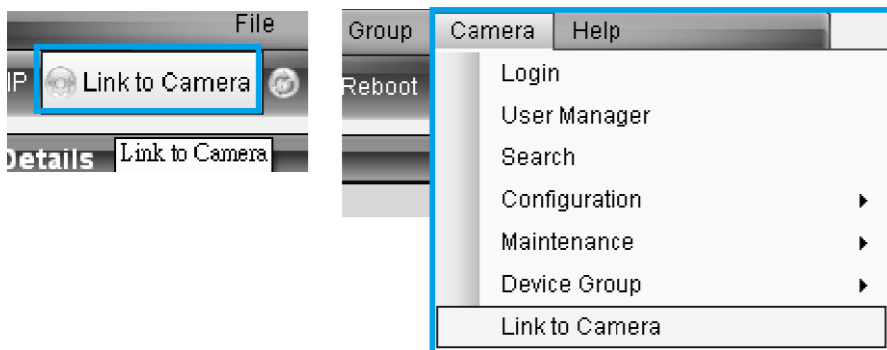 File
IP Link to Camera
Details Link to Camera
Group Camera Help
Reboot
Login
User Manager
Search
Configuration
Maintenance
Device Group
Link to Camera